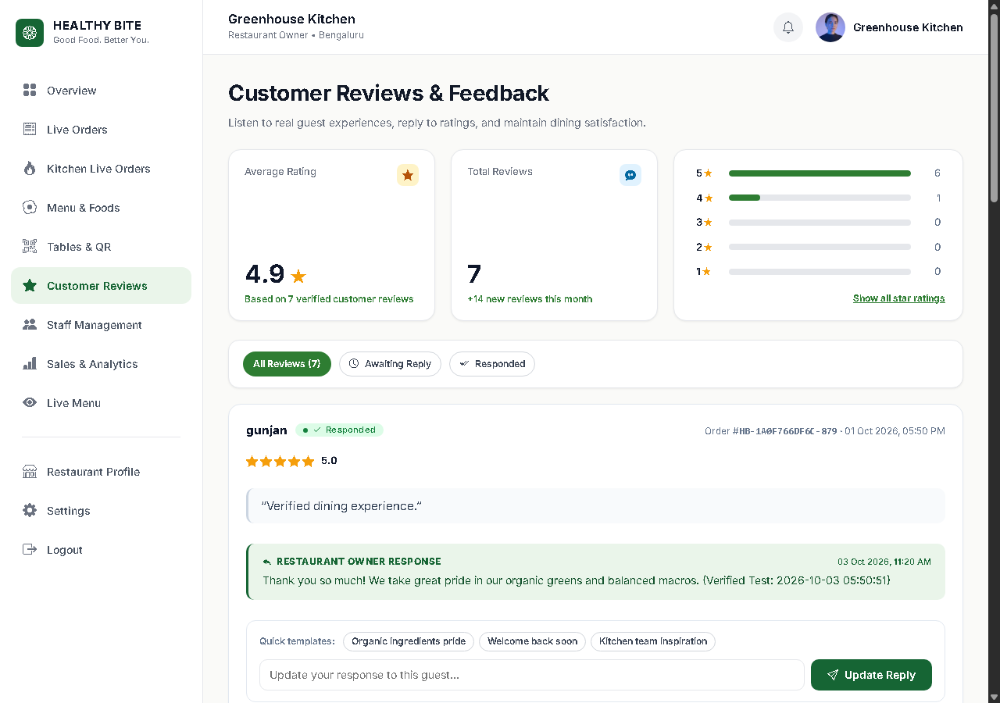 HEALTHY BITE
Good Food. Better You.
Overview
Live Orders
Kitchen Live Orders
Menu & Foods
Tables & QR
Customer Reviews
Staff Management
Sales & Analytics
Live Menu
Restaurant Profile
Settings
Logout
Greenhouse Kitchen
Restaurant Owner • Bengaluru
Greenhouse Kitchen
Customer Reviews & Feedback
Listen to real guest experiences, reply to ratings, and maintain dining satisfaction.
Average Rating
4.9 ★
Based on 7 verified customer reviews
Total Reviews
7
+14 new reviews this month
5★ 6
4★ 1
3★ 0
2★ 0
1★ 0
Show all star ratings
All Reviews (7) Awaiting Reply Responded
gunjan Responded Order #HB-1A0F766DF6C-879 · 01 Oct 2026, 05:50 PM
★★★★★ 5.0
“Verified dining experience.”
RESTAURANT OWNER RESPONSE 03 Oct 2026, 11:20 AM
Thank you so much! We take great pride in our organic greens and balanced macros. (Verified Test: 2026-10-03 05:50:51)
Quick templates: Organic ingredients pride Welcome back soon Kitchen team inspiration
Update your response to this guest... Update Reply